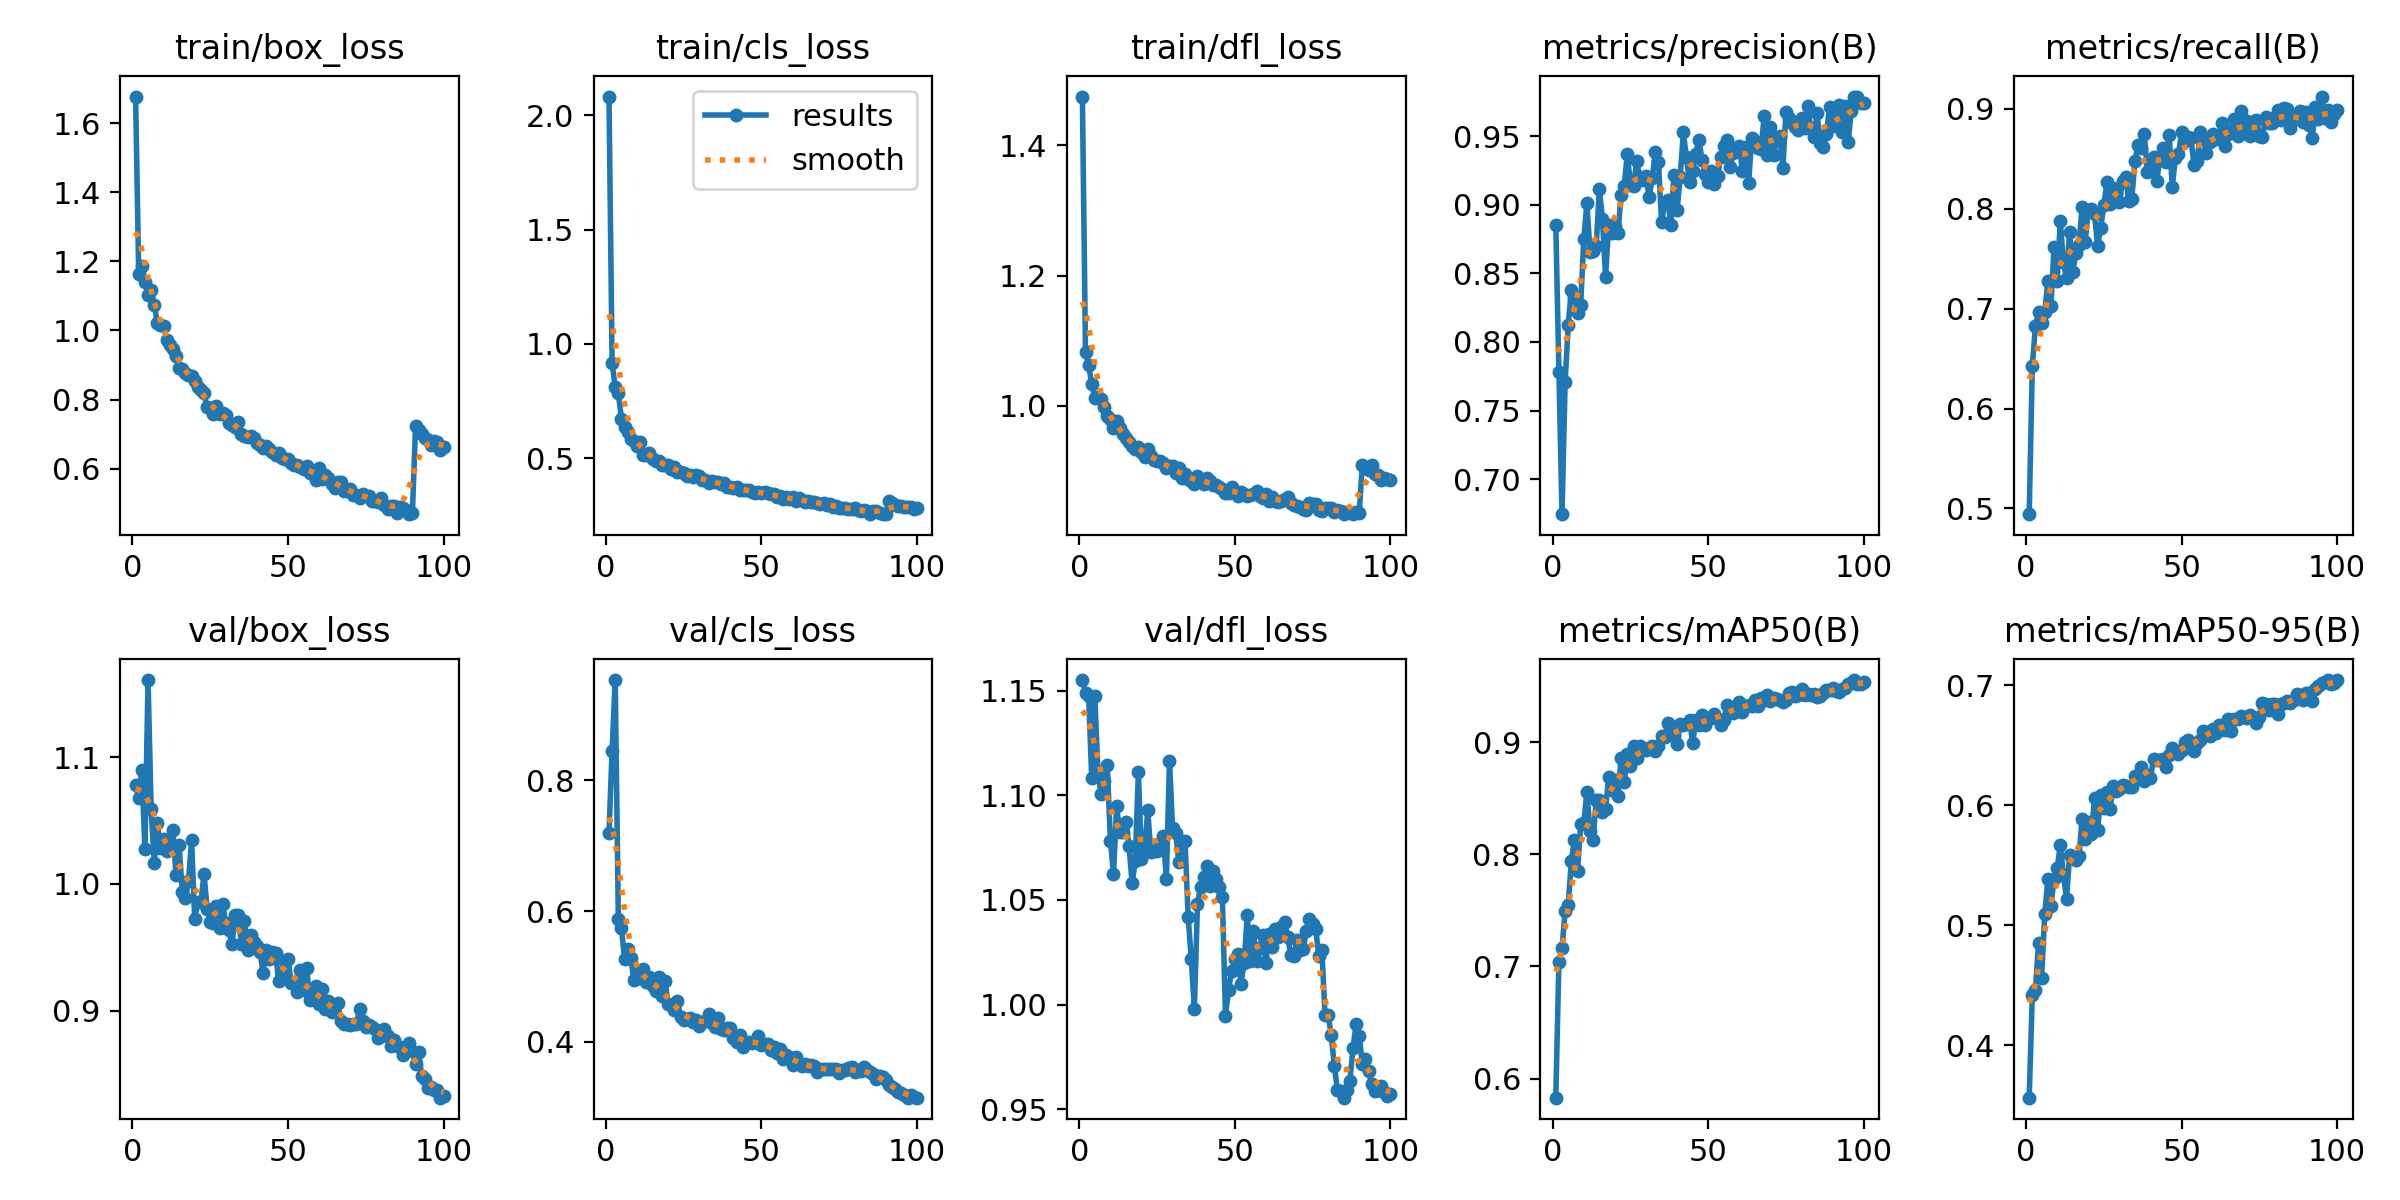 train/box_loss
1.6
1.4
1.2
1.0
0.8
0.6
0 50 100
train/cls_loss
results
smooth
2.0
1.5
1.0
0.5
0 50 100
train/dfl_loss
1.4
1.2
1.0
0 50 100
metrics/precision(B)
0.95
0.90
0.85
0.80
0.75
0.70
0 50 100
metrics/recall(B)
0.9
0.8
0.7
0.6
0.5
0 50 100
val/box_loss
1.1
1.0
0.9
0 50 100
val/cls_loss
0.8
0.6
0.4
0 50 100
val/dfl_loss
1.15
1.10
1.05
1.00
0.95
0 50 100
metrics/mAP50(B)
0.9
0.8
0.7
0.6
0 50 100
metrics/mAP50-95(B)
0.7
0.6
0.5
0.4
0 50 100